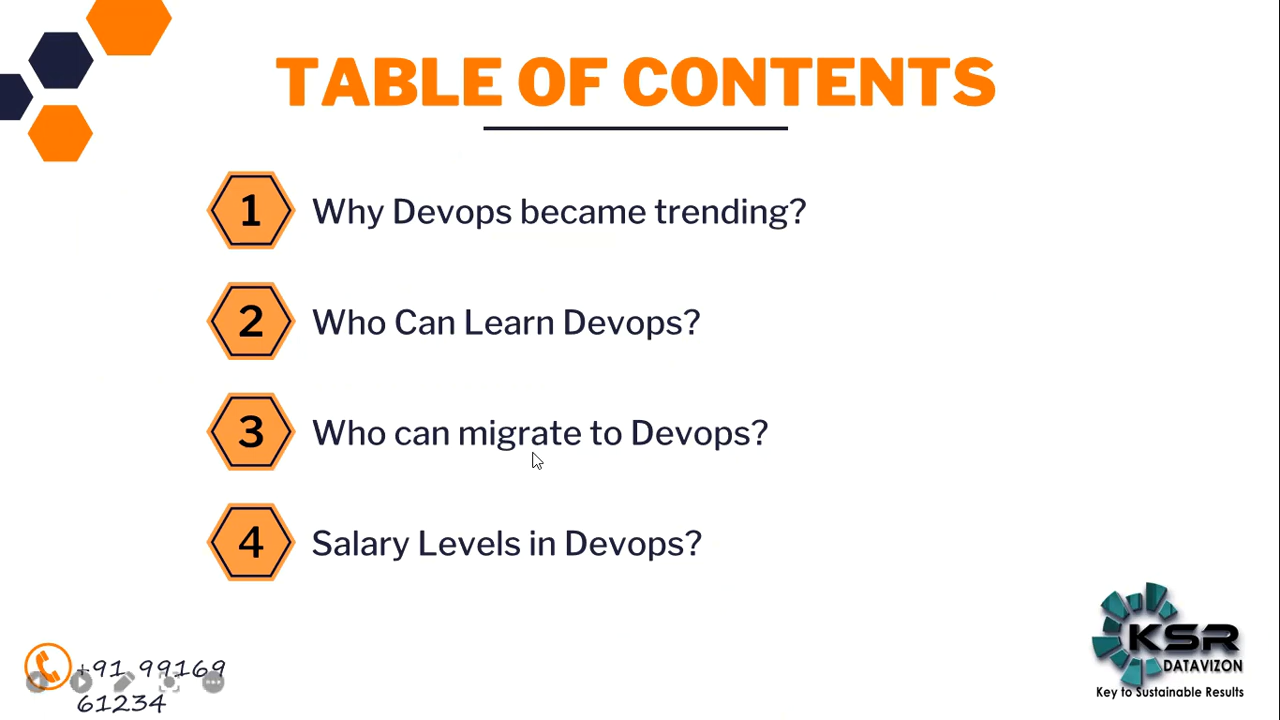 TABLE OF CONTENTS
1 Why Devops became trending?
2 Who Can Learn Devops?
3 Who can migrate to Devops?
4 Salary Levels in Devops?
+91 99169
61234
KSR
DATAVIZON
Key to Sustainable Results